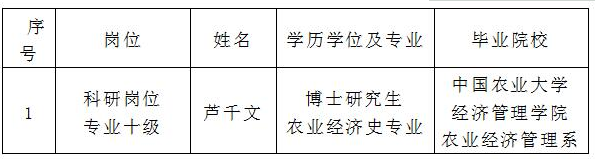 序号
岗位
姓名
学历学位及专业
毕业院校
1
科研岗位
专业十级
芦千文
博士研究生
农业经济史专业
中国农业大学
经济管理学院
农业经济管理系